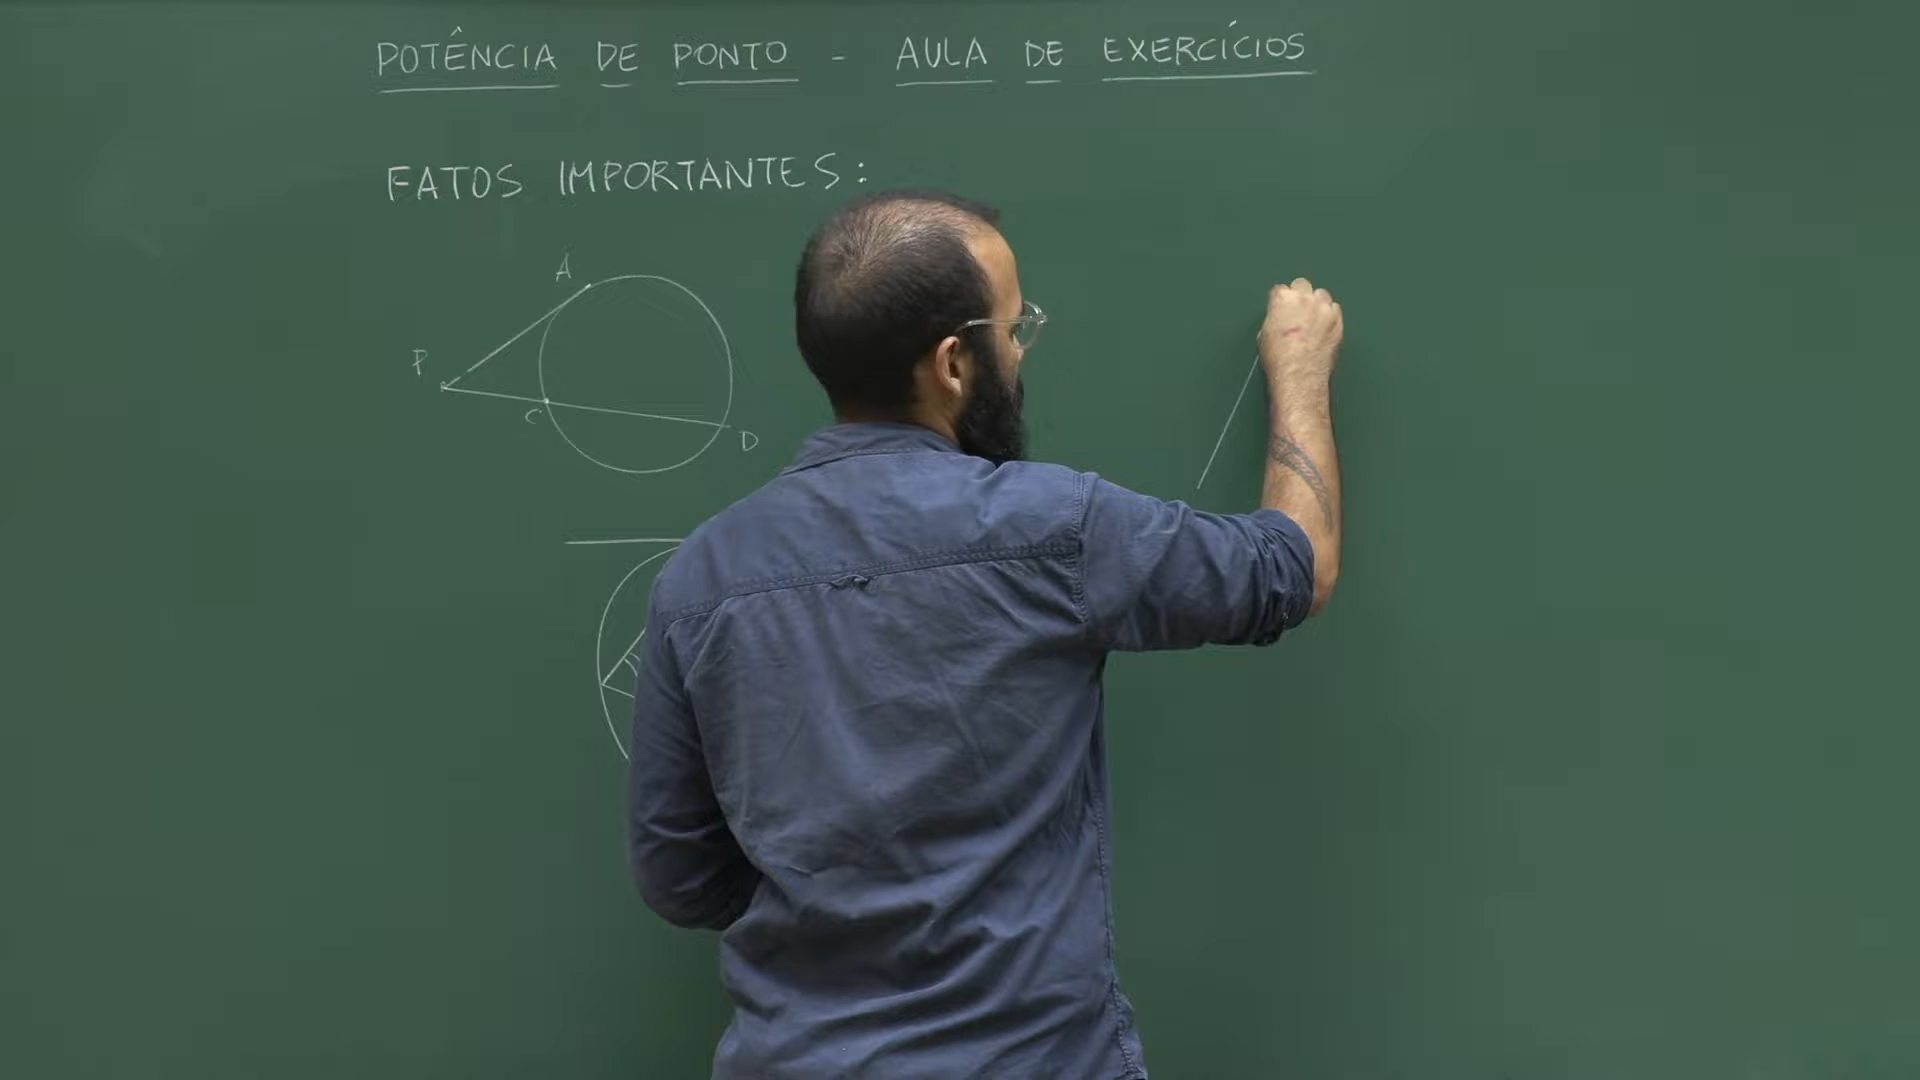 POTÊNCIA DE PONTO - AULA DE EXERCÍCIOS
FATOS IMPORTANTES:
A
P
C
D